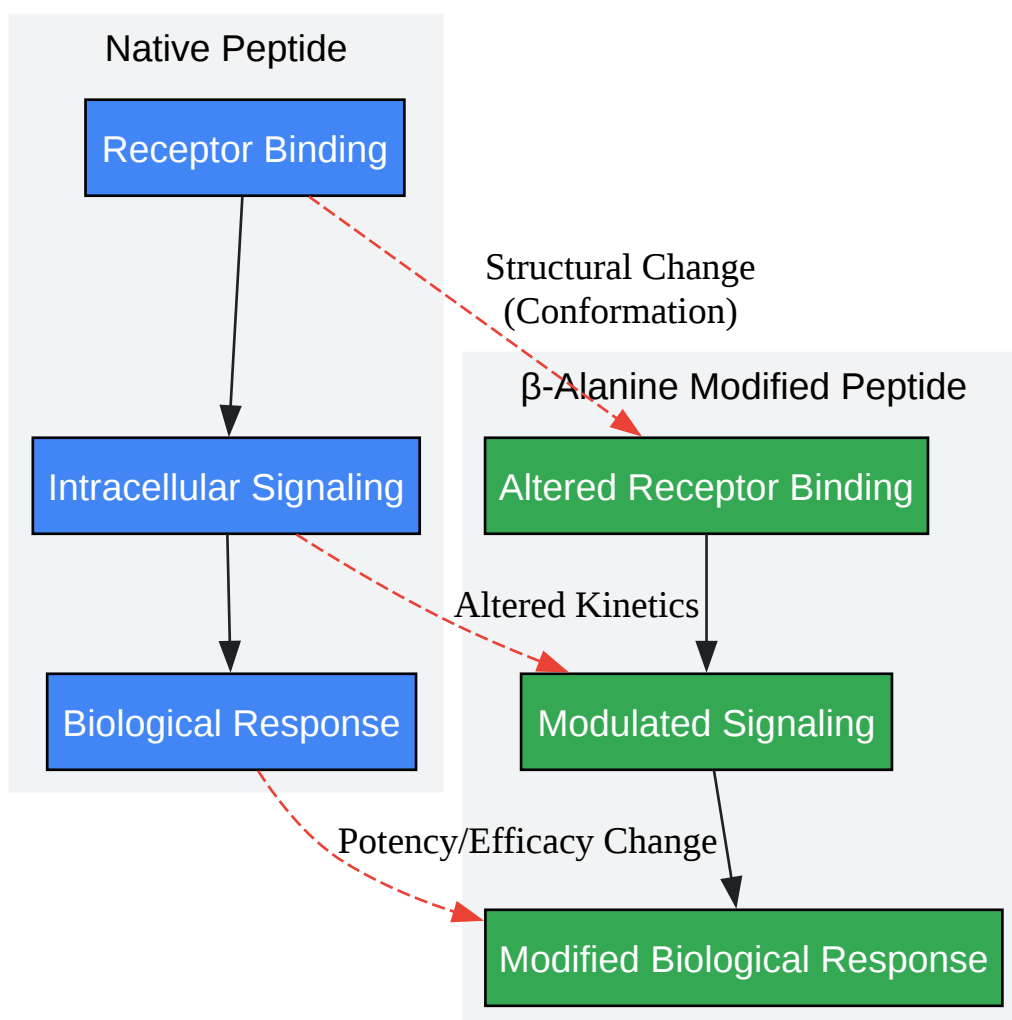 Native Peptide
Receptor Binding
Structural Change
(Conformation)
β-Alanine Modified Peptide
Intracellular Signaling
Altered Receptor Binding
Altered Kinetics
Biological Response
Modulated Signaling
Potency/Efficacy Change
Modified Biological Response